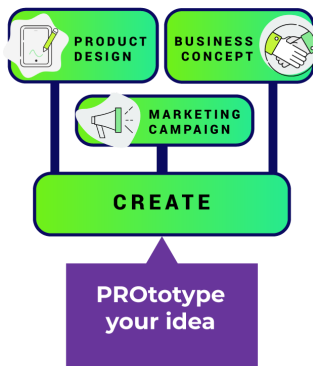 PRODUCT
DESIGN
BUSINESS
CONCEPT
MARKETING
CAMPAIGN
CREATE
PROtotype
your idea